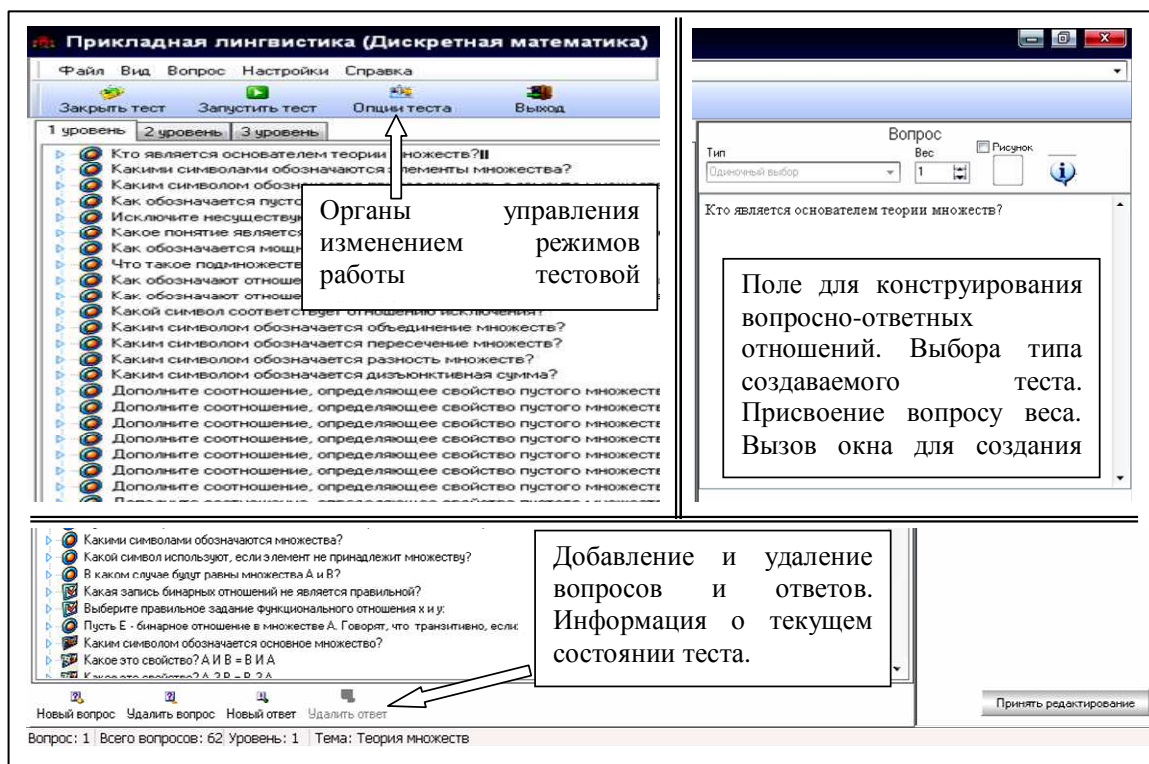 Прикладная лингвистика (Дискретная математика)
Файл Вид Вопрос Настройки Справка
Закрыть тест Запустить тест Опции теста Выход
1 уровень 2 уровень 3 уровень
Кто является основателем теории множеств?
Какими символами обозначаются элементы множества?
Каким символом
Как обозначается пусто
Исключите несуществую
Какое понятие является
Как обозначается мощн
Что такое подмножеств
Как обозначают отноше
Как обозначают отноше
Какой символ соответствует отношению исключения?
Каким символом обозначается объединение множеств?
Каким символом обозначается пересечение множеств?
Каким символом обозначается разность множеств?
Каким символом обозначается дизъюнктивная сумма?
Дополните соотношение, определяющее свойство пустого множеств
Дополните соотношение, определяющее свойство пустого множеств
Дополните соотношение, определяющее свойство пустого множеств
Дополните соотношение, определяющее свойство пустого множеств
Дополните соотношение, определяющее свойство пустого множеств
Дополните соотношение, определяющее свойство пустого множеств
Дополните соотношение, определяющее свойство пустого множеств
Дополните соотношение, определяющее свойство пустого множеств
Органы управления
изменением режимов
работы тестовой
Вопрос
Тип Вес Рисунок
Одиночный выбор 1
Кто является основателем теории множеств?
Поле для конструирования
вопросно-ответных
отношений. Выбора типа
создаваемого теста.
Присвоение вопросу веса.
Вызов окна для создания
Какими символами обозначаются множества?
Какой символ используют, если элемент не принадлежит множеству?
В каком случае будут равны множества А и В?
Какая запись бинарных отношений не является правильной?
Выберите правильное задание функционального отношения x и y:
Пусть Е - бинарное отношение в множестве А. Говорят, что транзитивно, если:
Каким символом обозначается основное множество?
Какое это свойство? А И В = В И А
Какое это свойство? А ? В = В ? А
Добавление и удаление
вопросов и ответов.
Информация о текущем
состоянии теста.
Новый вопрос Удалить вопрос Новый ответ Удалить ответ
Принять редактирование
Вопрос: 1 Всего вопросов: 62 Уровень: 1 Тема: Теория множеств